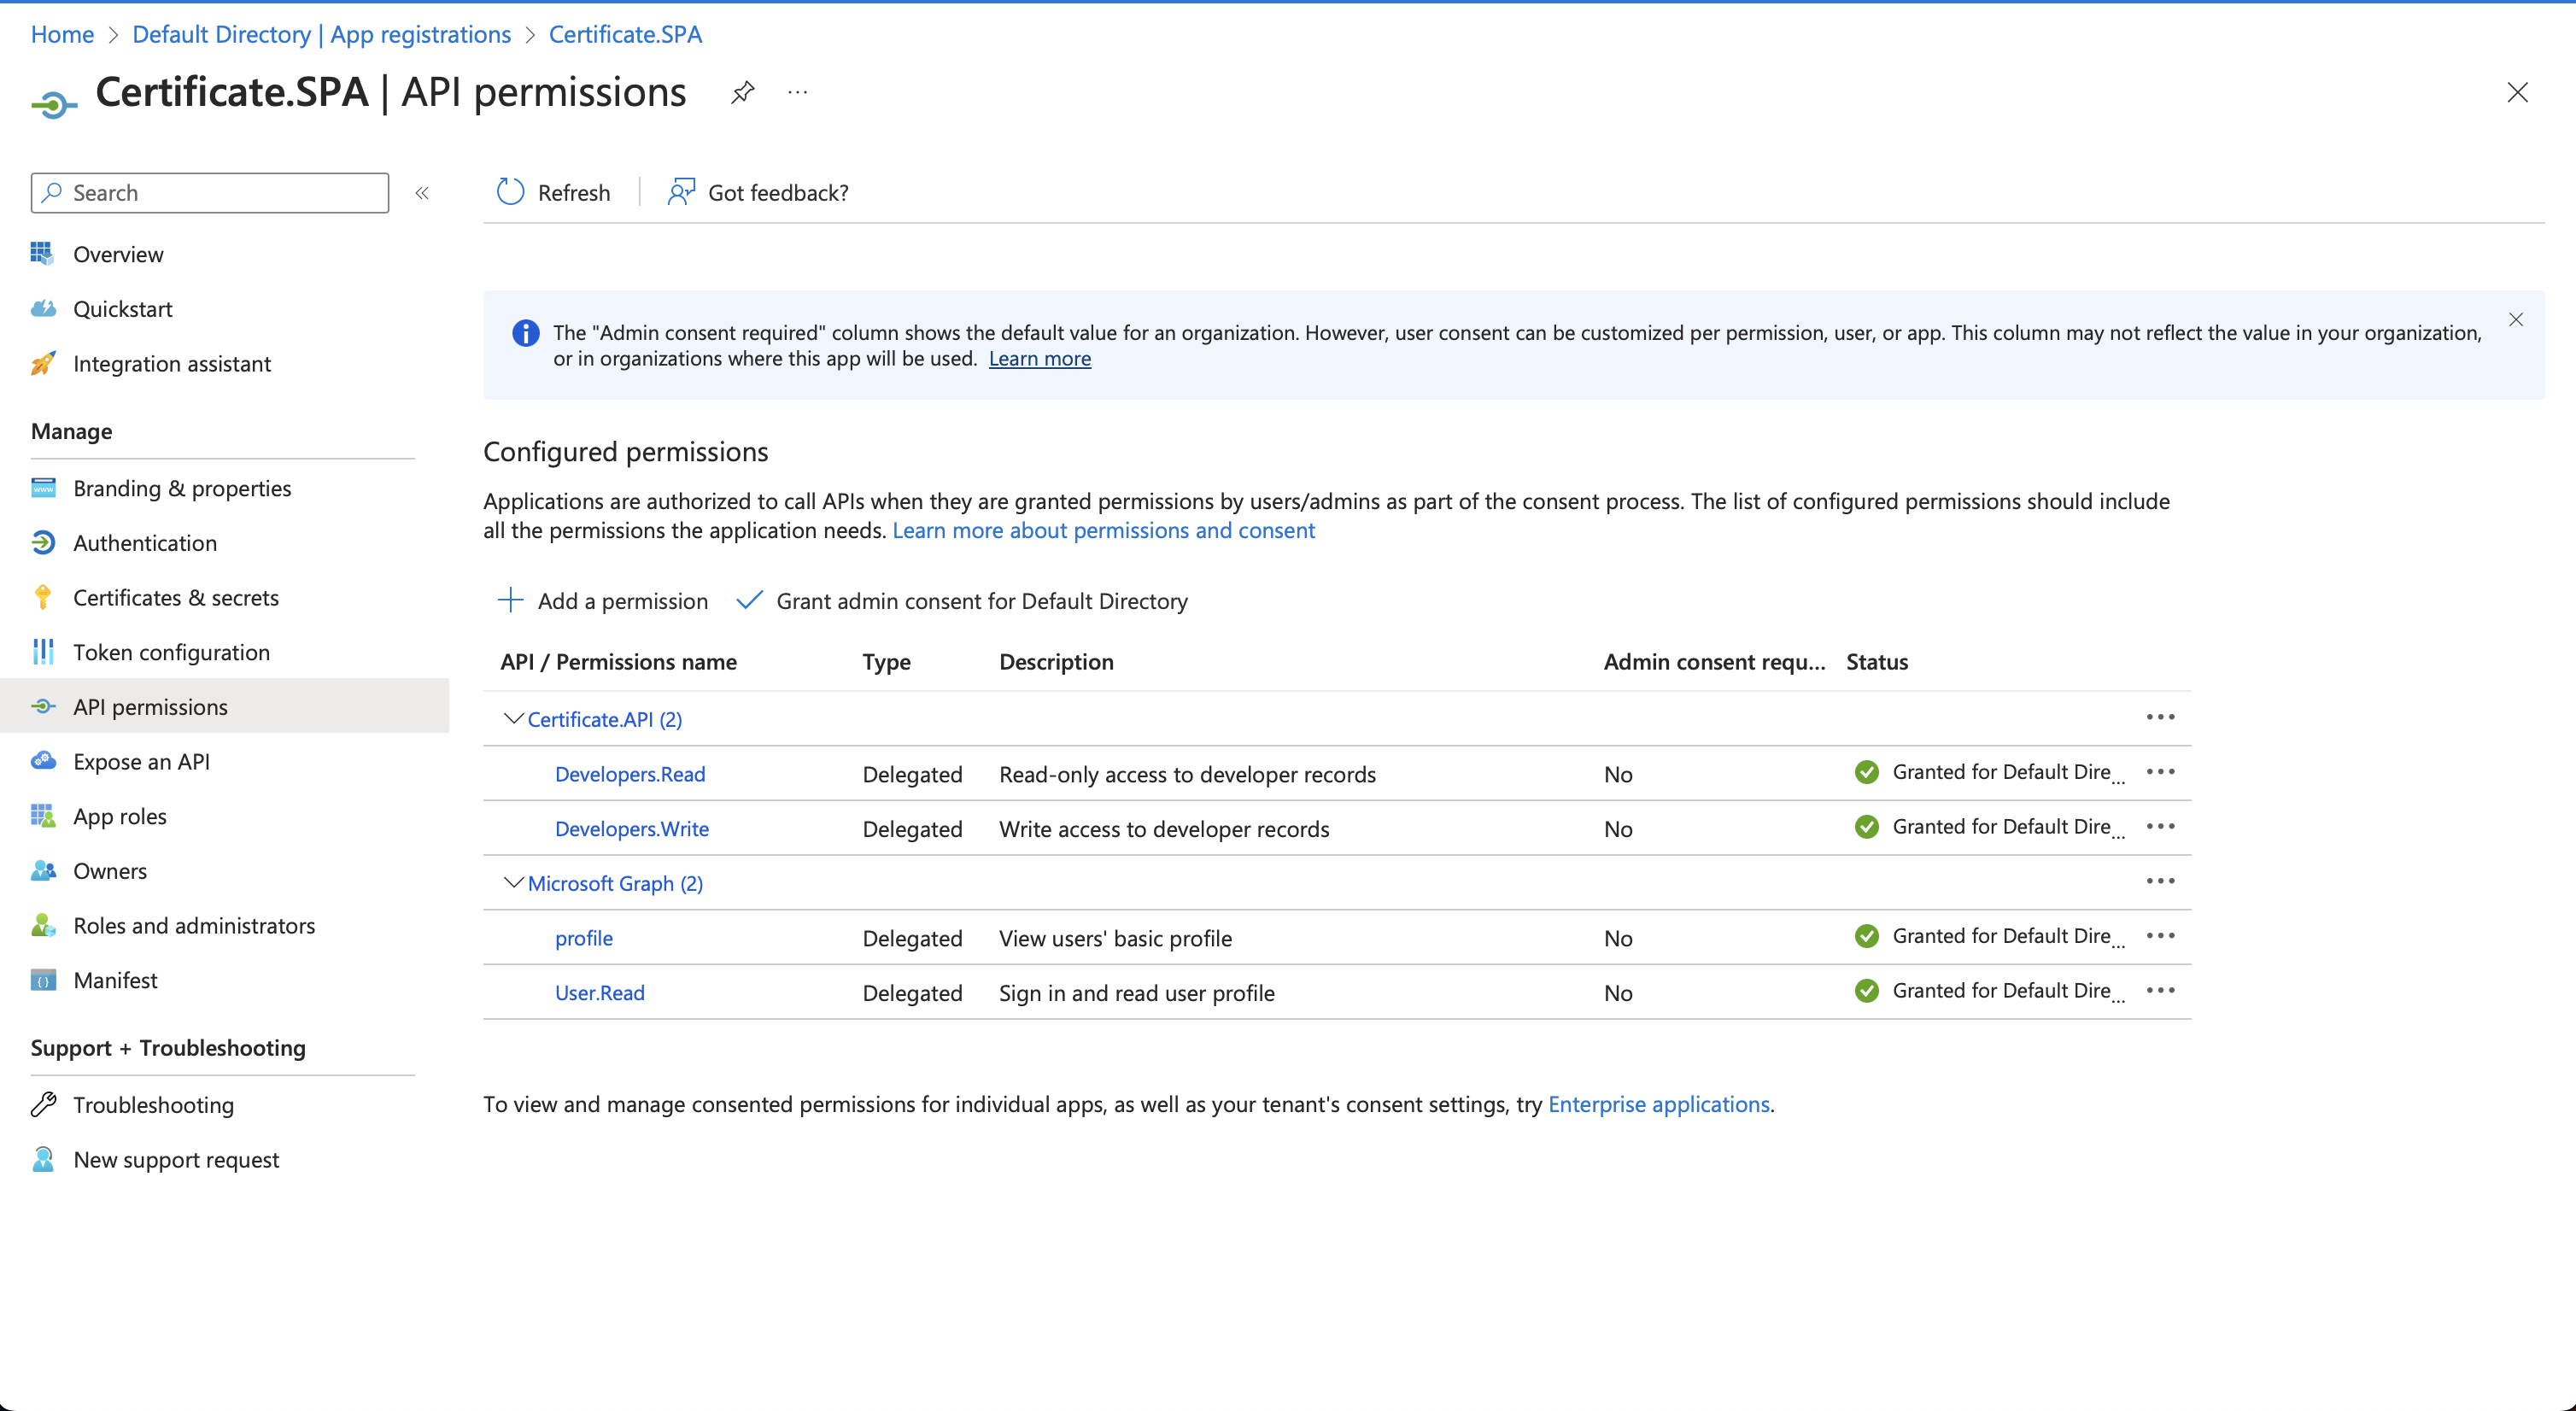 Home > Default Directory | App registrations > Certificate.SPA
Certificate.SPA | API permissions ...
Search
«
Overview
Quickstart
Integration assistant
Manage
Branding & properties
Authentication
Certificates & secrets
Token configuration
API permissions
Expose an API
App roles
Owners
Roles and administrators
Manifest
Support + Troubleshooting
Troubleshooting
New support request
Refresh | Got feedback?
The "Admin consent required" column shows the default value for an organization. However, user consent can be customized per permission, user, or app. This column may not reflect the value in your organization,
or in organizations where this app will be used. Learn more
Configured permissions
Applications are authorized to call APIs when they are granted permissions by users/admins as part of the consent process. The list of configured permissions should include
all the permissions the application needs. Learn more about permissions and consent
Add a permission Grant admin consent for Default Directory
API / Permissions name Type Description Admin consent requ... Status
Certificate.API (2) ...
Developers.Read Delegated Read-only access to developer records No Granted for Default Dire... ...
Developers.Write Delegated Write access to developer records No Granted for Default Dire... ...
Microsoft Graph (2) ...
profile Delegated View users' basic profile No Granted for Default Dire... ...
User.Read Delegated Sign in and read user profile No Granted for Default Dire... ...
To view and manage consented permissions for individual apps, as well as your tenant's consent settings, try Enterprise applications.